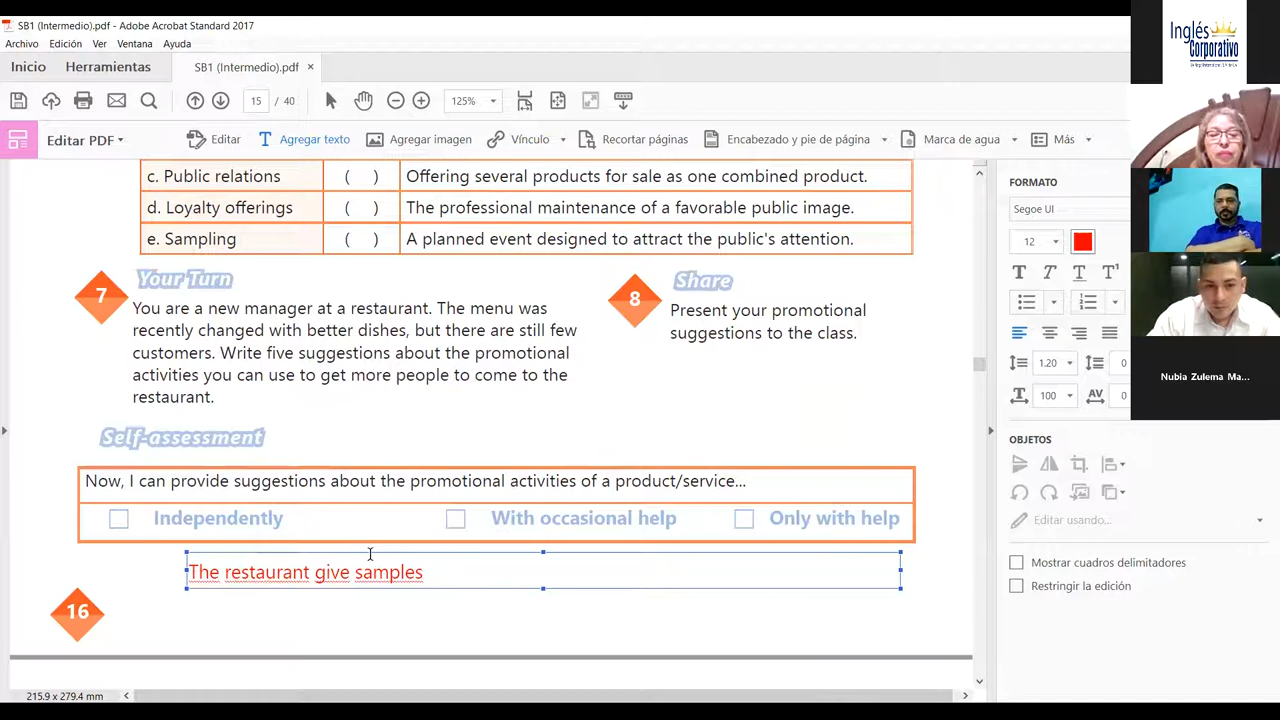 SB1 (Intermedio).pdf - Adobe Acrobat Standard 2017
Archivo Edición Ver Ventana Ayuda
Inicio Herramientas SB1 (Intermedio).pdf ×
15 / 40 125%
Editar PDF Editar Agregar texto Agregar imagen Vínculo Recortar páginas Encabezado y pie de página Marca de agua Más
Inglés
Corporativo
c. Public relations ( ) Offering several products for sale as one combined product.
d. Loyalty offerings ( ) The professional maintenance of a favorable public image.
e. Sampling ( ) A planned event designed to attract the public's attention.
7 Your Turn
You are a new manager at a restaurant. The menu was
recently changed with better dishes, but there are still few
customers. Write five suggestions about the promotional
activities you can use to get more people to come to the
restaurant.
8 Share
Present your promotional
suggestions to the class.
Self-assessment
Now, I can provide suggestions about the promotional activities of a product/service...
Independently With occasional help Only with help
The restaurant give samples
16
215.9 x 279.4 mm
FORMATO
Segoe UI
12
T T T T¹
1.20 0
100 AV 0
OBJETOS
Editar usando...
Mostrar cuadros delimitadores
Restringir la edición
Nubia Zulema Ma...